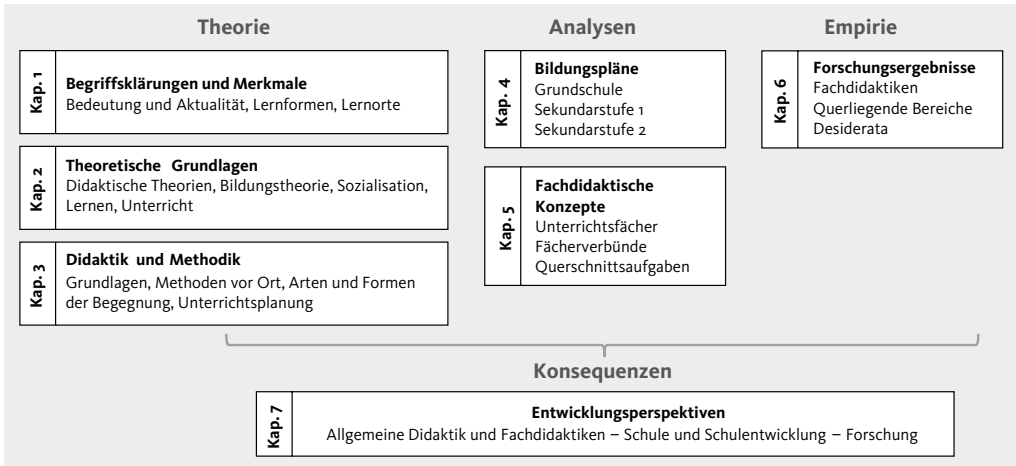 Theorie
Kap. 1
Begriffsklärungen und Merkmale
Bedeutung und Aktualität, Lernformen, Lernorte
Kap. 2
Theoretische Grundlagen
Didaktische Theorien, Bildungstheorie, Sozialisation,
Lernen, Unterricht
Kap. 3
Didaktik und Methodik
Grundlagen, Methoden vor Ort, Arten und Formen
der Begegnung, Unterrichtsplanung
Analysen
Kap. 4
Bildungspläne
Grundschule
Sekundarstufe 1
Sekundarstufe 2
Kap. 5
Fachdidaktische
Konzepte
Unterrichtsfächer
Fächerverbünde
Querschnittsaufgaben
Empirie
Kap. 6
Forschungsergebnisse
Fachdidaktiken
Querliegende Bereiche
Desiderata
Konsequenzen
Kap. 7
Entwicklungsperspektiven
Allgemeine Didaktik und Fachdidaktiken – Schule und Schulentwicklung – Forschung